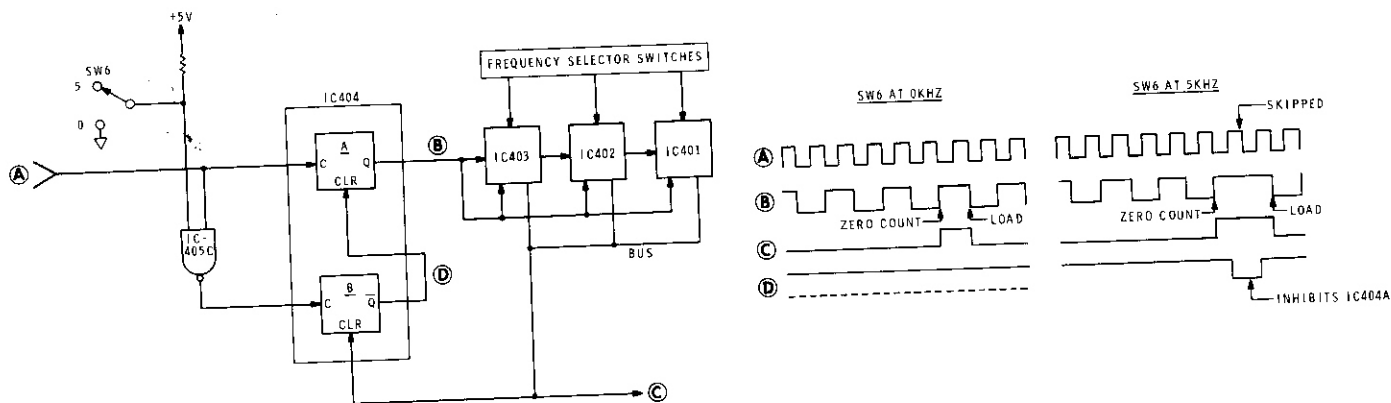 +5V
SW6
5
0
A
IC-405C
IC404
A
C
Q
CLR
B
C
Q̅
CLR
D
B
FREQUENCY SELECTOR SWITCHES
IC403
IC402
IC401
BUS
C
SW6 AT 0KHZ
SW6 AT 5KHZ
SKIPPED
A
B
ZERO COUNT
LOAD
ZERO COUNT
LOAD
C
D
INHIBITS IC404A